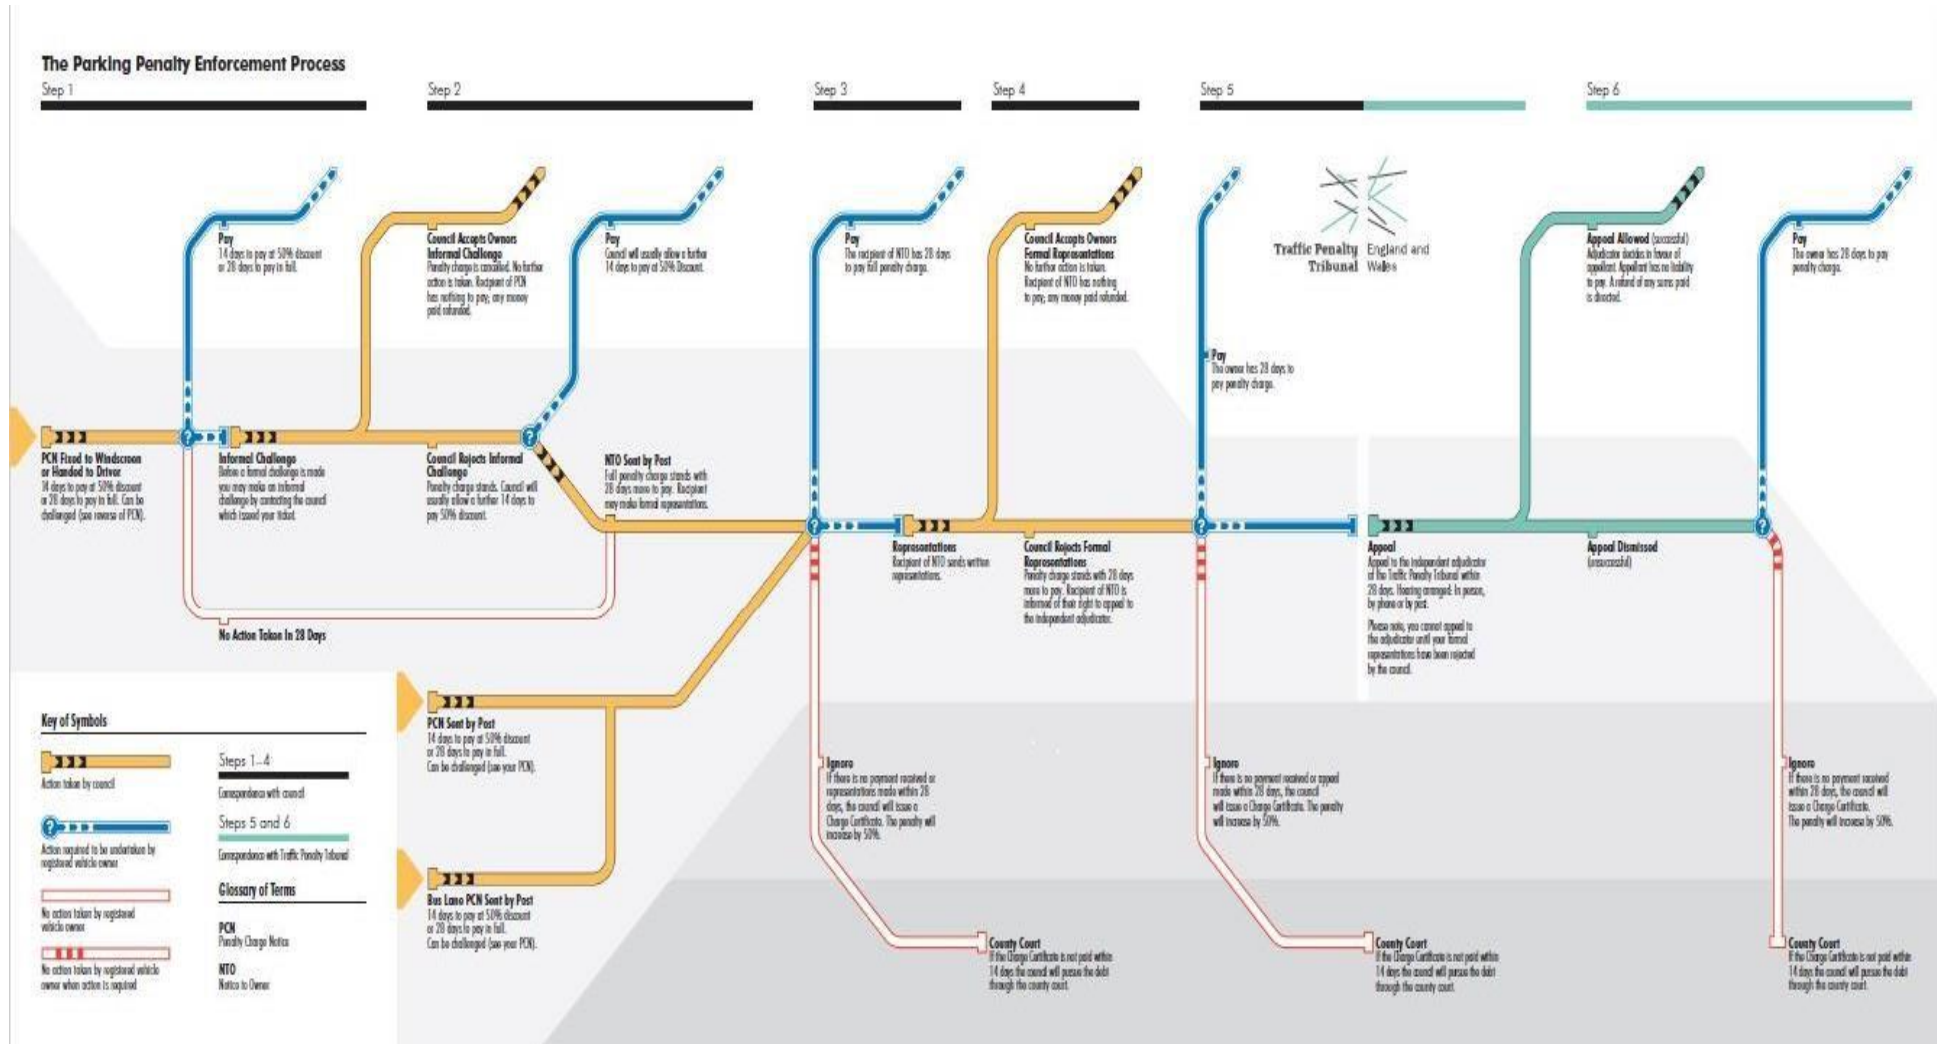 The Parking Penalty Enforcement Process
Step 1
Step 2
Step 3
Step 4
Step 5
Step 6
Pay
14 days to pay at 50% discount
or 28 days to pay in full.
Council Accepts Owners
Informal Challenge
Penalty charge is cancelled. No further
action is taken. Recipient of PCN
has nothing to pay; any money
paid refunded.
Pay
Council will usually allow a further
14 days to pay at 50% Discount.
Pay
The recipient of NTO has 28 days
to pay full penalty charge.
Council Accepts Owners
Formal Representations
No further action is taken.
Recipient of NTO has nothing
to pay; any money paid refunded.
Pay
The owner has 28 days to
pay penalty charge.
Traffic Penalty
Tribunal
England and
Wales
Appeal Allowed (successful)
Adjudicator decides in favour of
appellant. Appellant has no liability
to pay. A refund of any sums paid
is directed.
Pay
The owner has 28 days to pay
penalty charge.
?
?
?
?
?
PCN Fixed to Windscreen
or Handed to Driver
14 days to pay at 50% discount
or 28 days to pay in full. Can be
challenged (see reverse of PCN).
Informal Challenge
Before a formal challenge is made
you may make an informal
challenge by contacting the council
which issued your ticket.
Council Rejects Informal
Challenge
Penalty charge stands. Council will
usually allow a further 14 days to
pay 50% discount.
NTO Sent by Post
Full penalty charge stands with
28 days more to pay. Recipient
may make formal representations.
No Action Taken In 28 Days
Representations
Recipient of NTO sends written
representations.
Council Rejects Formal
Representations
Penalty charge stands with 28 days
more to pay. Recipient of NTO is
informed of their right to appeal to
the independent adjudicator.
Appeal
Appeal to the independent adjudicator
at the Traffic Penalty Tribunal within
28 days. Hearing arranged: In person,
by phone or by post.
Please note, you cannot appeal to
the adjudicator until your formal
representations have been rejected
by the council.
Appeal Dismissed
(unsuccessful)
PCN Sent by Post
14 days to pay at 50% discount
or 28 days to pay in full.
Can be challenged (see your PCN).
Bus Lane PCN Sent by Post
14 days to pay at 50% discount
or 28 days to pay in full.
Can be challenged (see your PCN).
Ignore
If there is no payment received or
representations made within 28
days, the council will issue a
Charge Certificate. The penalty will
increase by 50%.
Ignore
If there is no payment received or appeal
made within 28 days, the council
will issue a Charge Certificate. The penalty
will increase by 50%.
Ignore
If there is no payment received
within 28 days, the council will
issue a Charge Certificate.
The penalty will increase by 50%.
County Court
If the Charge Certificate is not paid within
14 days the council will pursue the debt
through the county court.
County Court
If the Charge Certificate is not paid within
14 days the council will pursue the debt
through the county court.
County Court
If the Charge Certificate is not paid within
14 days the council will pursue the debt
through the county court.
Key of Symbols
Action taken by council
?
Action required to be undertaken by
registered vehicle owner
No action taken by registered
vehicle owner
No action taken by registered vehicle
owner when action is required
Steps 1–4
Correspondence with council
Steps 5 and 6
Correspondence with Traffic Penalty Tribunal
Glossary of Terms
PCN
Penalty Charge Notice
NTO
Notice to Owner